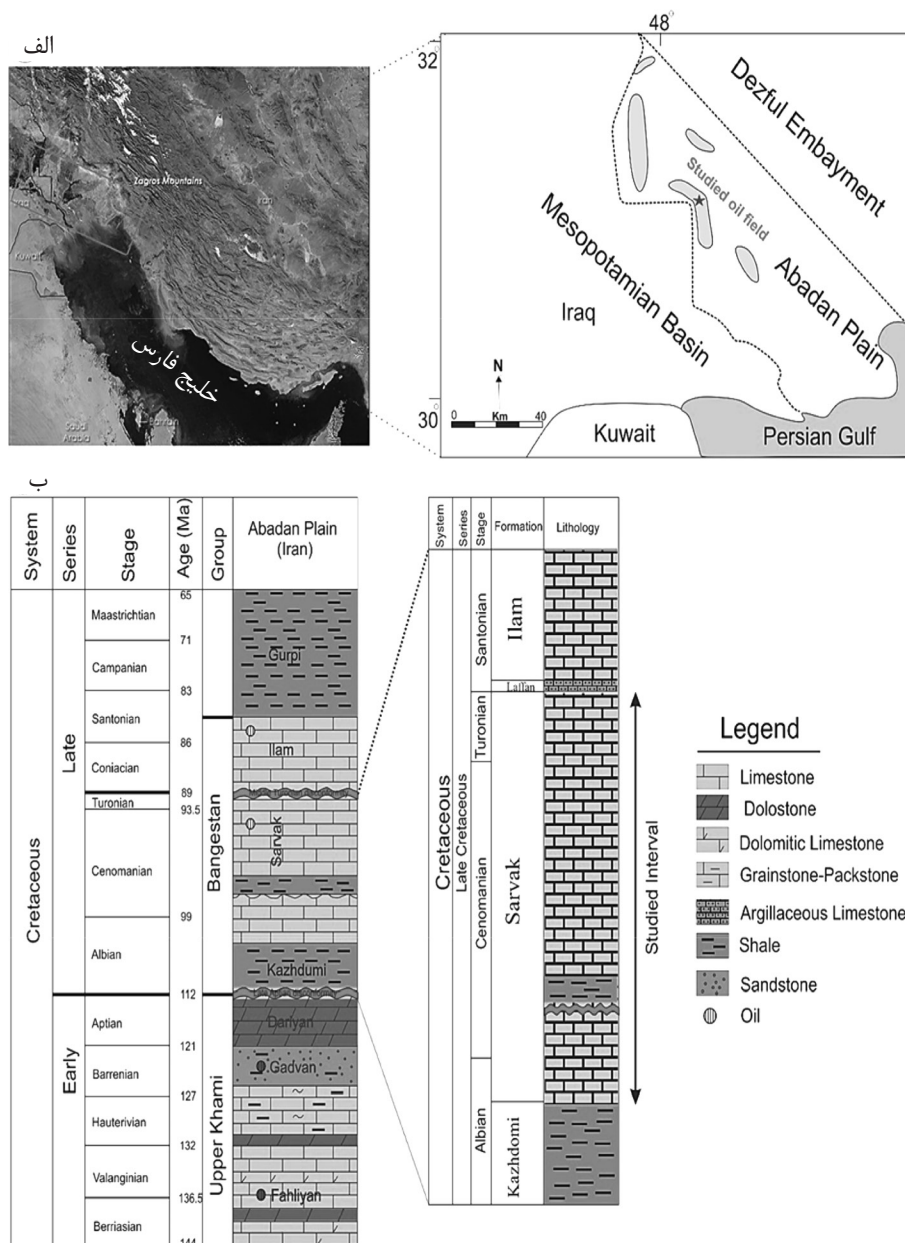 الف
Zagros Mountains
Iran
Kuwait
خلیج فارس
Saudi
Arabia
Bahrain
48°
32°
30°
Dezful Embayment
Studied oil field
Mesopotamian Basin
Abadan Plain
Iraq
N
0 Km 40
Kuwait
Persian Gulf
ب
System
Series
Stage
Age (Ma)
Group
Abadan Plain
(Iran)
Cretaceous
Late
Early
Maastrichtian
Campanian
Santonian
Coniacian
Turonian
Cenomanian
Albian
Aptian
Barrenian
Hauterivian
Valanginian
Berriasian
65
71
83
86
89
93.5
99
112
121
127
132
136.5
144
Bangestan
Upper Khami
Gurpi
Ilam
Sarvak
Kazhdumi
Dariyan
Gadvan
Fahliyan
System
Series
Stage
Formation
Lithology
Cretaceous
Late Cretaceous
Santonian
Turonian
Cenomanian
Albian
Ilam
Laffan
Sarvak
Kazhdomi
Studied Interval
Legend
Limestone
Dolostone
Dolomitic Limestone
Grainstone-Packstone
Argillaceous Limestone
Shale
Sandstone
Oil